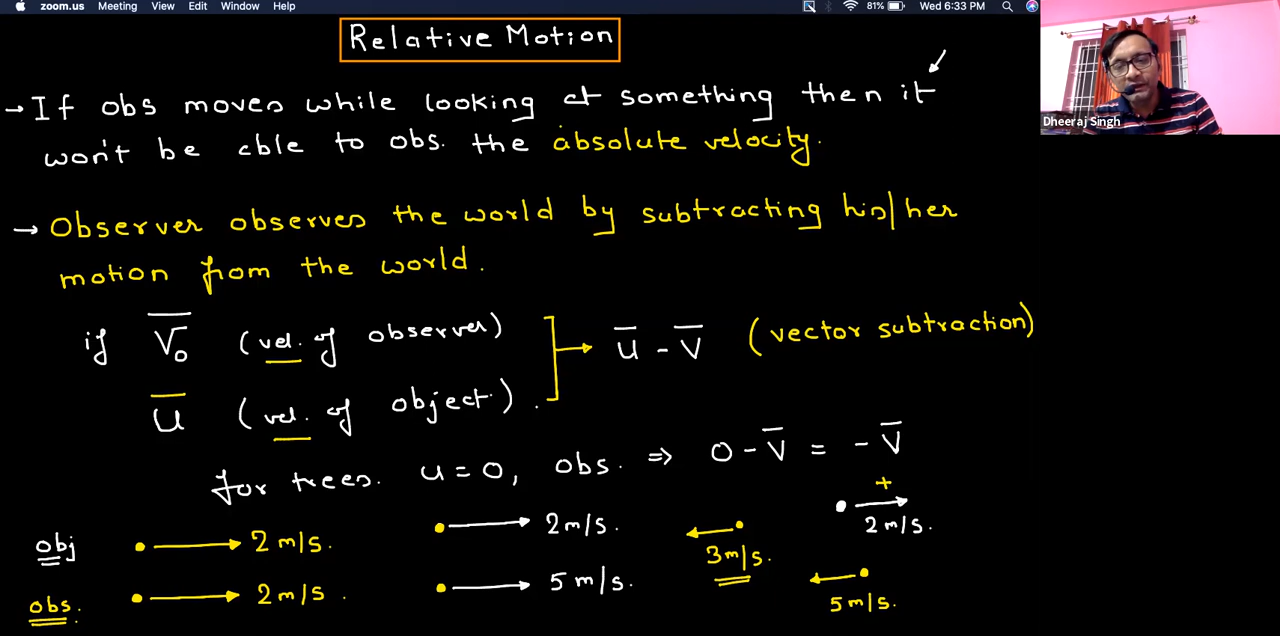 zoom.us Meeting View Edit Window Help 81% Wed 6:33 PM
Relative Motion
Dheeraj Singh
→ If obs moves while looking at something then it
won't be able to obs. the absolute velocity.
→ Observer observes the world by subtracting his/her
motion from the world.
if V̅₀ (vel. of observer)
u̅ - v̅ (vector subtraction)
u̅ (vel. of object).
for trees. u = 0, obs. ⇒ 0 - v̅ = - v̅
+
obj → 2 m/s. → 2 m/s. ← 3 m/s. → 2 m/s.
obs. → 2 m/s. → 5 m/s. ← 5 m/s.